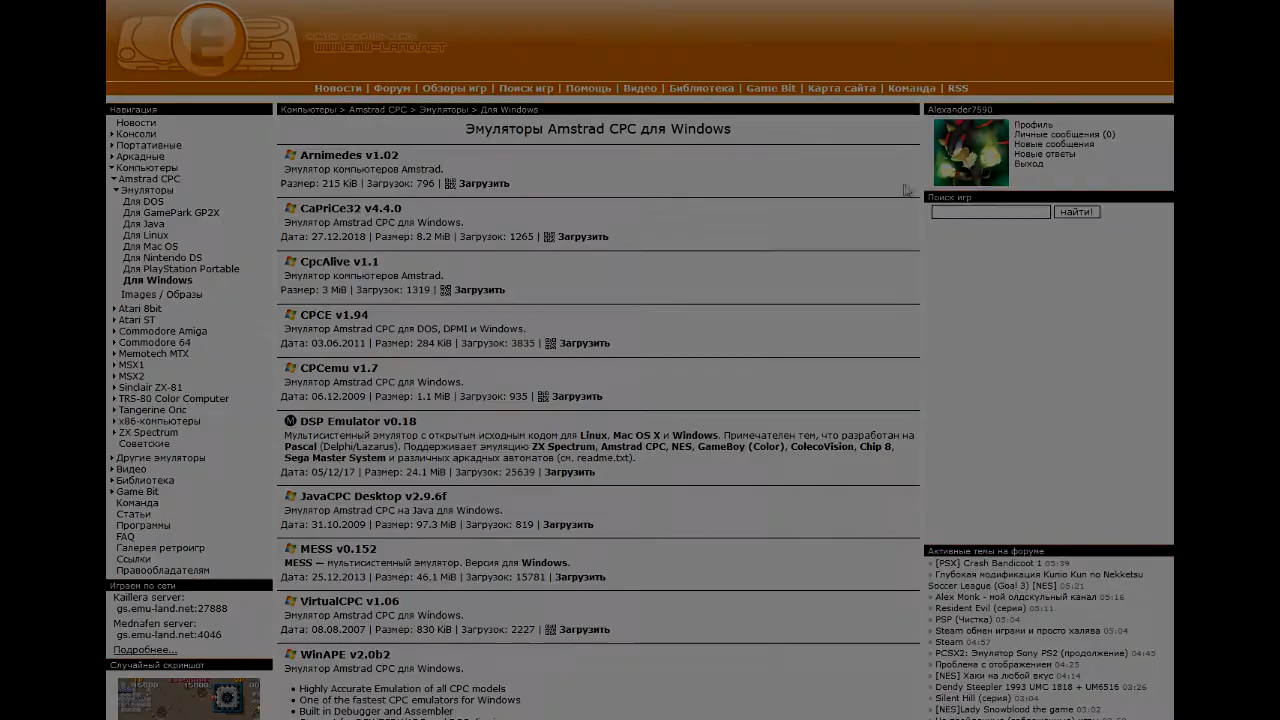 WWW.EMU-LAND.NET
Новости | Форум | Обзоры игр | Поиск игр | Помощь | Видео | Библиотека | Game Bit | Карта сайта | Команда | RSS
Навигация
Новости
Консоли
Портативные
Аркадные
Компьютеры
Amstrad CPC
Эмуляторы
Для DOS
Для GamePark GP2X
Для Java
Для Linux
Для Mac OS
Для Nintendo DS
Для PlayStation Portable
Для Windows
Images / Образы
Atari 8bit
Atari ST
Commodore Amiga
Commodore 64
Memotech MTX
MSX1
MSX2
Sinclair ZX-81
TRS-80 Color Computer
Tangerine Oric
x86-компьютеры
ZX Spectrum
Советские
Другие эмуляторы
Видео
Библиотека
Game Bit
Команда
Статьи
Программы
FAQ
Галерея ретроигр
Ссылки
Правообладателям
Играем по сети
Kaillera server:
gs.emu-land.net:27888
Mednafen server:
gs.emu-land.net:4046
Подробнее...
Случайный скриншот
Компьютеры > Amstrad CPC > Эмуляторы > Для Windows
Эмуляторы Amstrad CPC для Windows
Arnimedes v1.02
Эмулятор компьютеров Amstrad.
Размер: 215 KiB | Загрузок: 796 | Загрузить
CaPriCe32 v4.4.0
Эмулятор Amstrad CPC для Windows.
Дата: 27.12.2018 | Размер: 8.2 MiB | Загрузок: 1265 | Загрузить
CpcAlive v1.1
Эмулятор компьютеров Amstrad.
Размер: 3 MiB | Загрузок: 1319 | Загрузить
CPCE v1.94
Эмулятор Amstrad CPC для DOS, DPMI и Windows.
Дата: 03.06.2011 | Размер: 284 KiB | Загрузок: 3835 | Загрузить
CPCemu v1.7
Эмулятор Amstrad CPC для Windows.
Дата: 06.12.2009 | Размер: 1.1 MiB | Загрузок: 935 | Загрузить
DSP Emulator v0.18
Мультисистемный эмулятор с открытым исходным кодом для Linux, Mac OS X и Windows. Примечателен тем, что разработан на
Pascal (Delphi/Lazarus). Поддерживает эмуляцию ZX Spectrum, Amstrad CPC, NES, GameBoy (Color), ColecoVision, Chip 8,
Sega Master System и различных аркадных автоматов (см. readme.txt).
Дата: 05/12/17 | Размер: 24.1 MiB | Загрузок: 25639 | Загрузить
JavaCPC Desktop v2.9.6f
Эмулятор Amstrad CPC на Java для Windows.
Дата: 31.10.2009 | Размер: 97.3 MiB | Загрузок: 819 | Загрузить
MESS v0.152
MESS — мультисистемный эмулятор. Версия для Windows.
Дата: 25.12.2013 | Размер: 46.1 MiB | Загрузок: 15781 | Загрузить
VirtualCPC v1.06
Эмулятор Amstrad CPC для Windows.
Дата: 08.08.2007 | Размер: 830 KiB | Загрузок: 2227 | Загрузить
WinAPE v2.0b2
Эмулятор Amstrad CPC для Windows.
• Highly Accurate Emulation of all CPC models
• One of the fastest CPC emulators for Windows
• Built in Debugger and Assembler
Alexander7590
Профиль
Личные сообщения (0)
Новые сообщения
Новые ответы
Выход
Поиск игр
найти!
Активные темы на форуме
» [PSX] Crash Bandicoot 1 05:39
» Глубокая модификация Kunio Kun no Nekketsu
Soccer League (Goal 3) [NES] 05:21
» Alex Monk - мой олдскульный канал 05:16
» Resident Evil (серия) 05:11
» PSP (Чистка) 05:04
» Steam обмен играми и просто халява 05:04
» Steam 04:57
» PCSX2: Эмулятор Sony PS2 (продолжение) 04:45
» Проблема с отображением 04:25
» [NES] Хаки на любой вкус 04:14
» Dendy Steepler 1993 UMC 1818 + UM6516 03:26
» Silent Hill (серия) 03:04
» [NES]Lady Snowblood the game 03:02